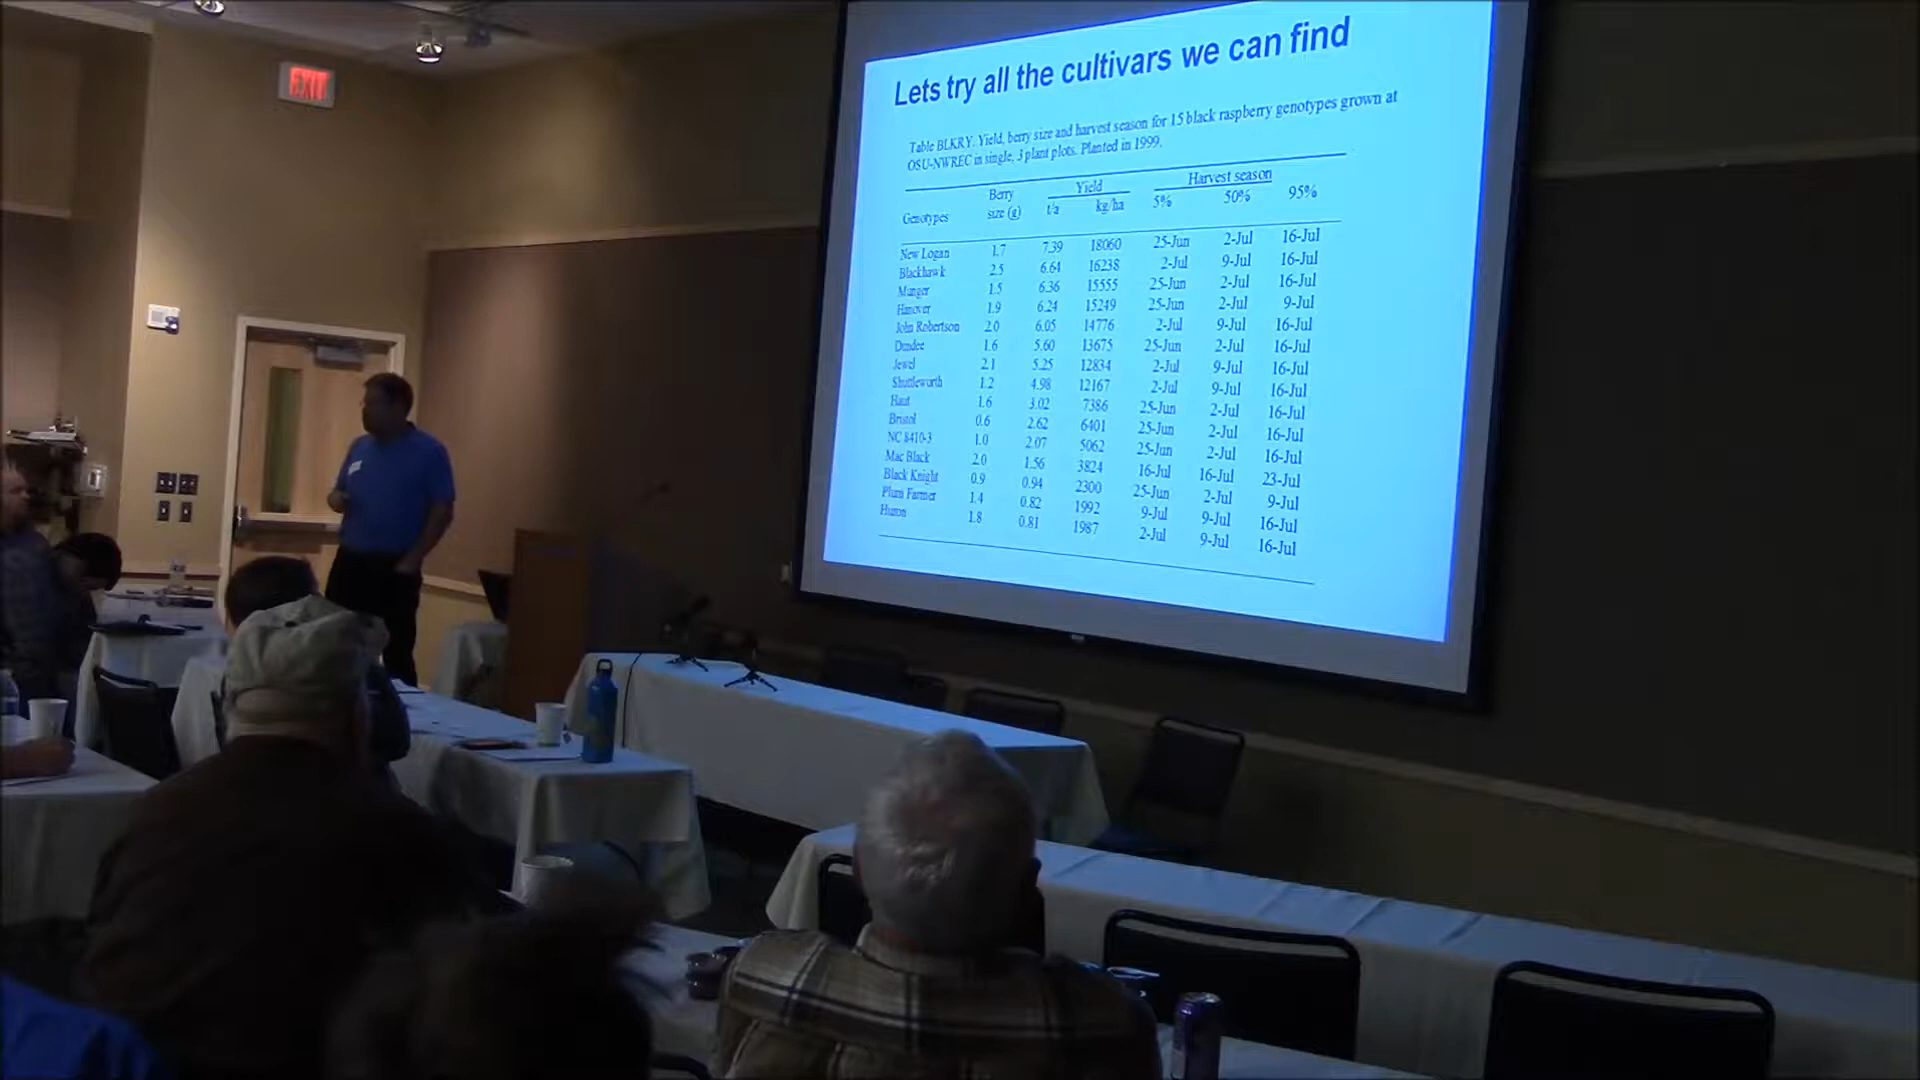 EXIT
Lets try all the cultivars we can find
Table BLKRY. Yield, berry size and harvest season for 15 black raspberry genotypes grown at
OSU-NWREC in single, 3 plant plots. Planted in 1999.
Berry Yield Harvest season
Genotypes size (g) t/a kg/ha 5% 50% 95%
New Logan 1.7 7.39 18060 25-Jun 2-Jul 16-Jul
Blackhawk 2.5 6.64 16238 2-Jul 9-Jul 16-Jul
Munger 1.5 6.36 15555 25-Jun 2-Jul 16-Jul
Hanover 1.9 6.24 15249 25-Jun 2-Jul 9-Jul
John Robertson 2.0 6.05 14776 2-Jul 9-Jul 16-Jul
Dundee 1.6 5.60 13675 25-Jun 2-Jul 16-Jul
Jewel 2.1 5.25 12834 2-Jul 9-Jul 16-Jul
Shuttleworth 1.2 4.98 12167 2-Jul 9-Jul 16-Jul
Haut 1.6 3.02 7386 25-Jun 2-Jul 16-Jul
Bristol 0.6 2.62 6401 25-Jun 2-Jul 16-Jul
NC 8410-3 1.0 2.07 5062 25-Jun 2-Jul 16-Jul
Mac Black 2.0 1.56 3824 16-Jul 16-Jul 23-Jul
Black Knight 0.9 0.94 2300 25-Jun 2-Jul 9-Jul
Plum Farmer 1.4 0.82 1992 9-Jul 9-Jul 16-Jul
Huron 1.8 0.81 1987 2-Jul 9-Jul 16-Jul